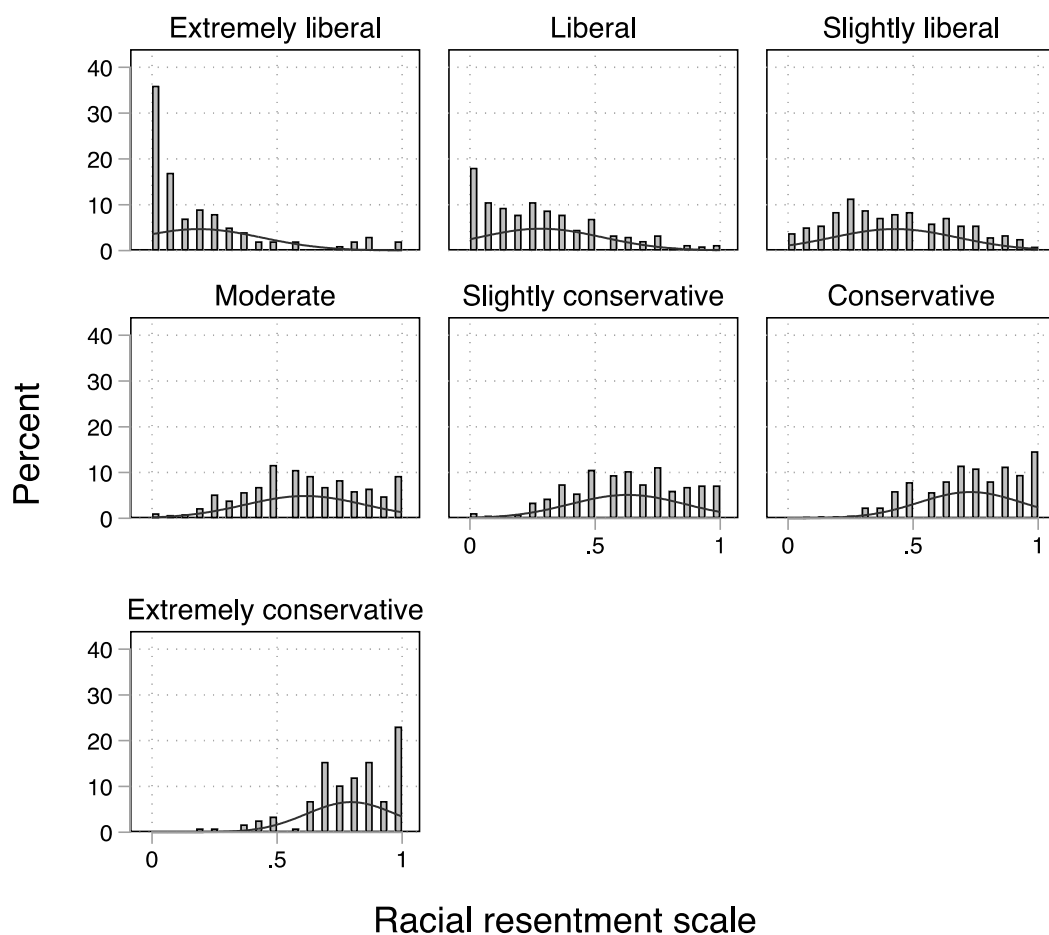 Extremely liberal Liberal Slightly liberal
40
30
20
10
0
Moderate Slightly conservative Conservative
40
30
20
10
0
0 .5 1 0 .5 1
Extremely conservative
40
30
20
10
0
0 .5 1
Percent
Racial resentment scale